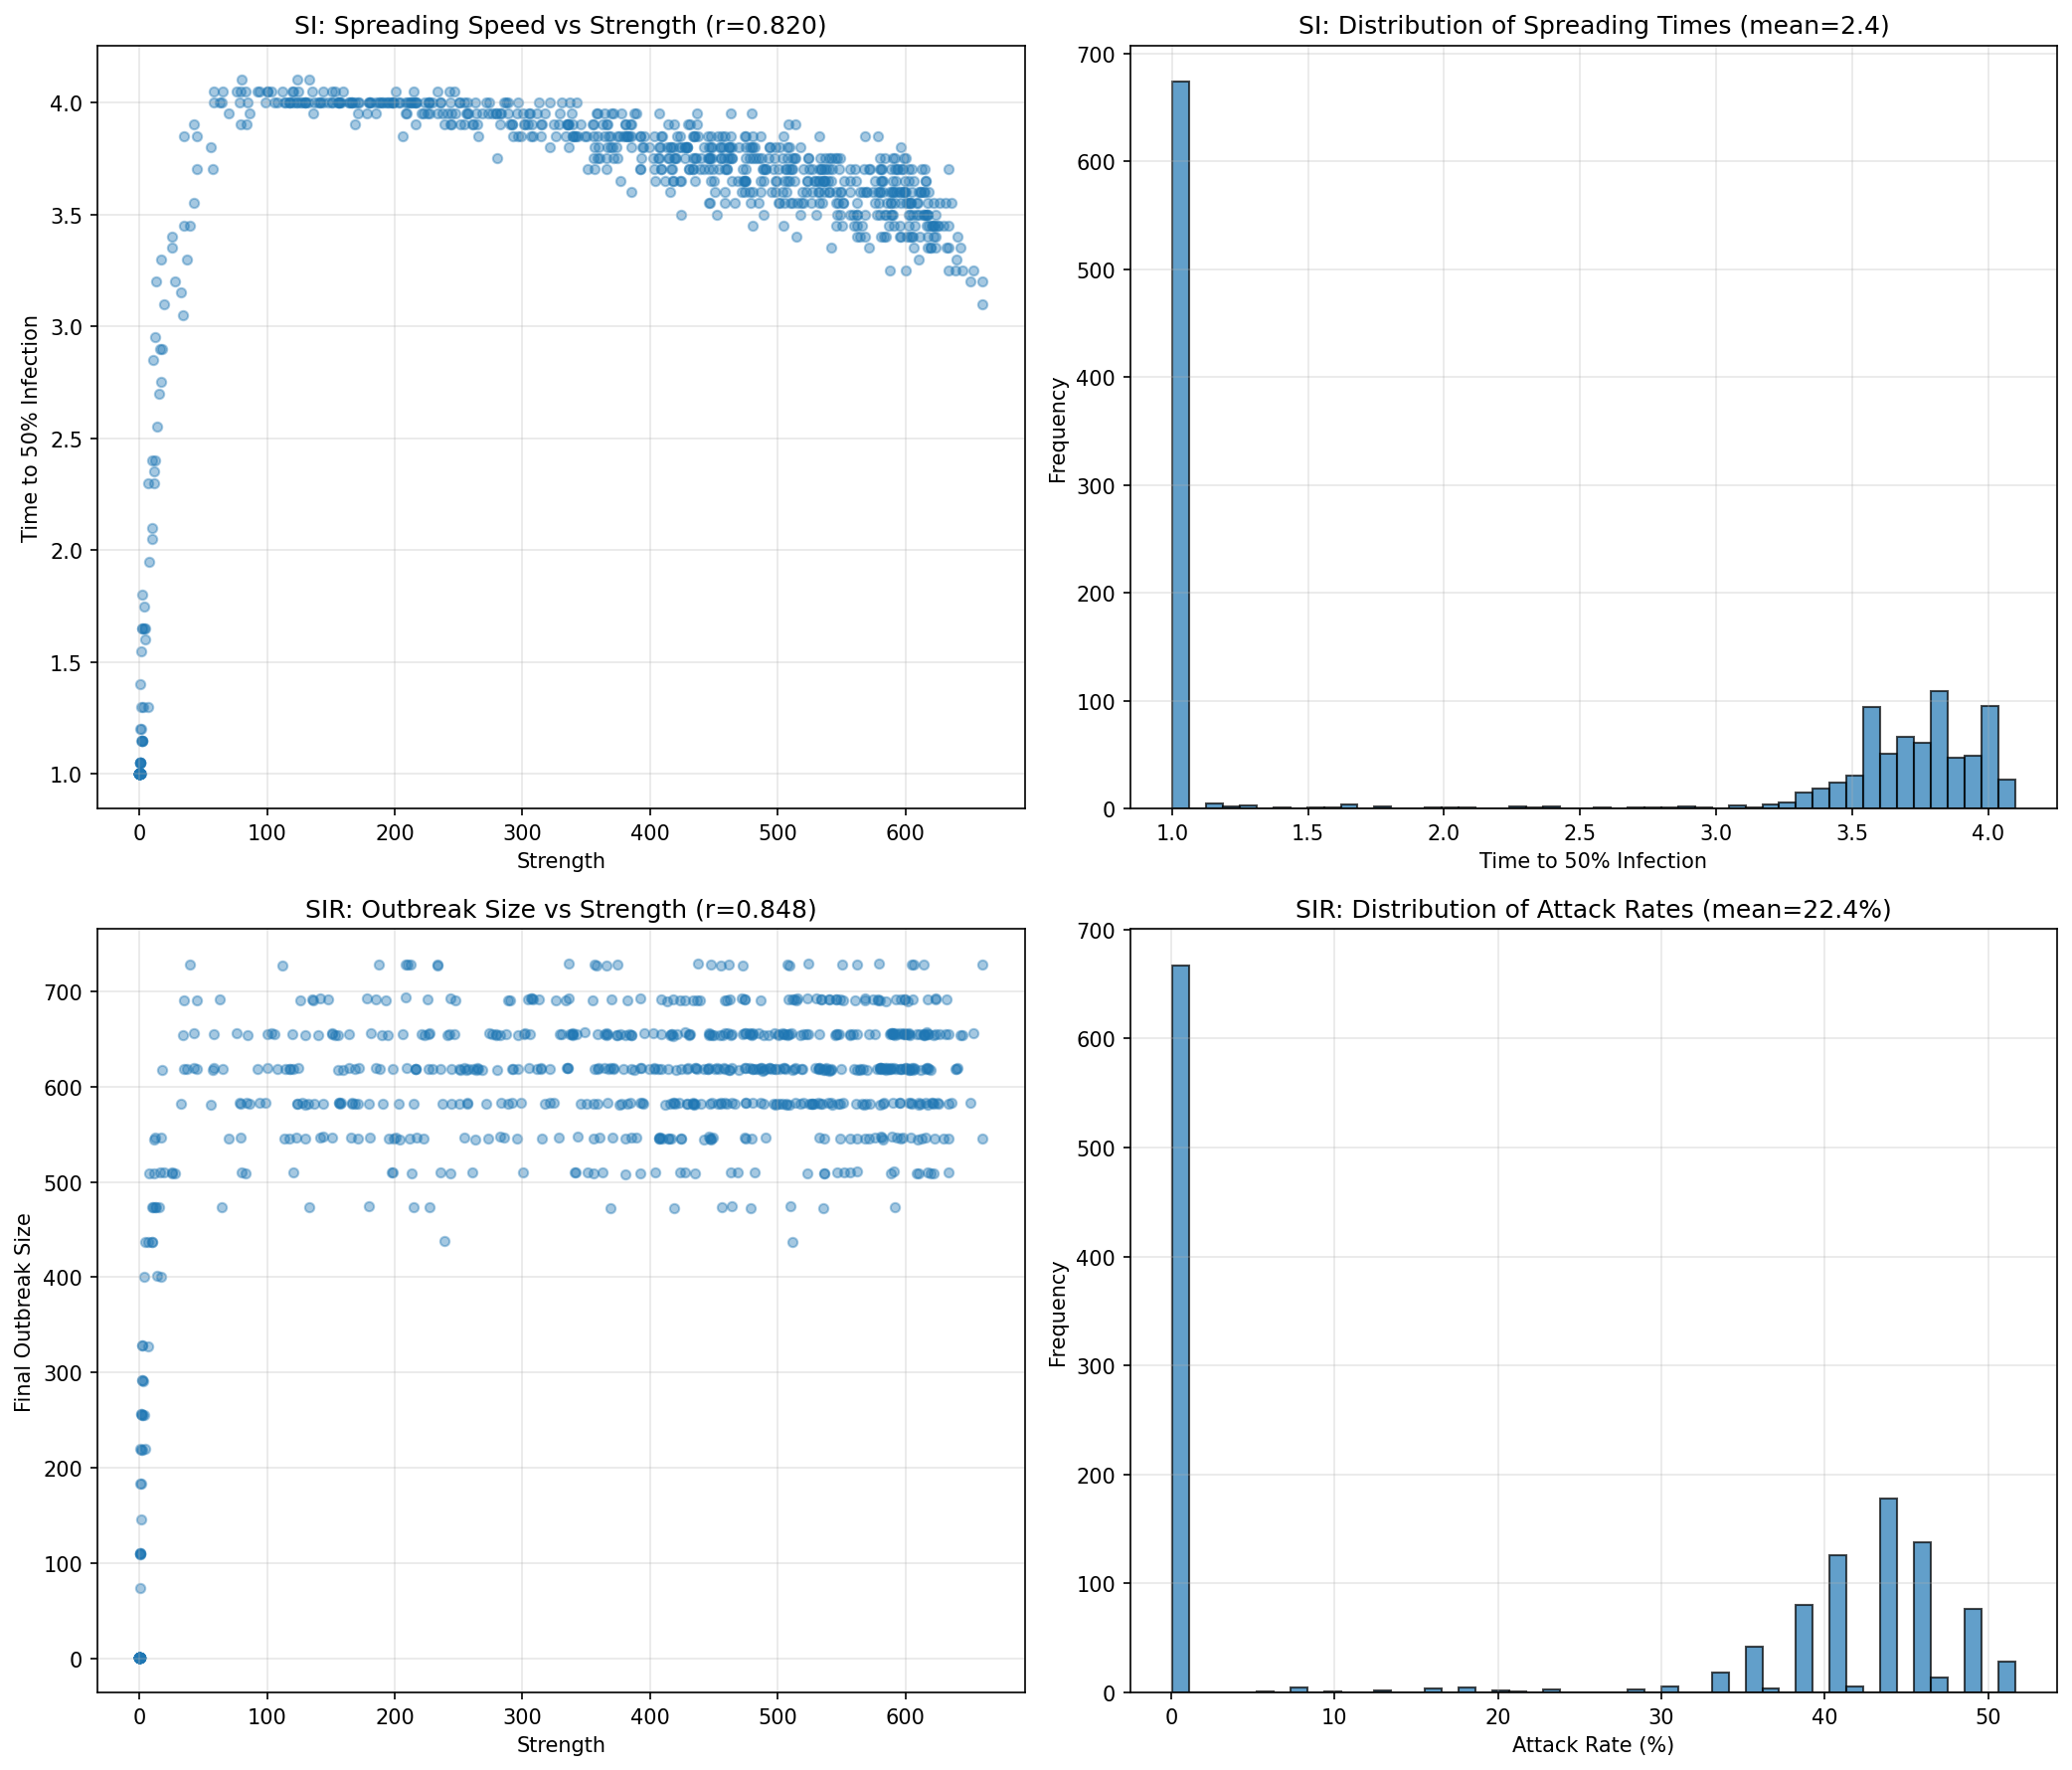 SI: Spreading Speed vs Strength (r=0.820)
4.0
3.5
3.0
2.5
2.0
1.5
1.0
Time to 50% Infection
0 100 200 300 400 500 600
Strength
SI: Distribution of Spreading Times (mean=2.4)
700
600
500
400
300
200
100
0
Frequency
1.0 1.5 2.0 2.5 3.0 3.5 4.0
Time to 50% Infection
SIR: Outbreak Size vs Strength (r=0.848)
700
600
500
400
300
200
100
0
Final Outbreak Size
0 100 200 300 400 500 600
Strength
SIR: Distribution of Attack Rates (mean=22.4%)
700
600
500
400
300
200
100
0
Frequency
0 10 20 30 40 50
Attack Rate (%)